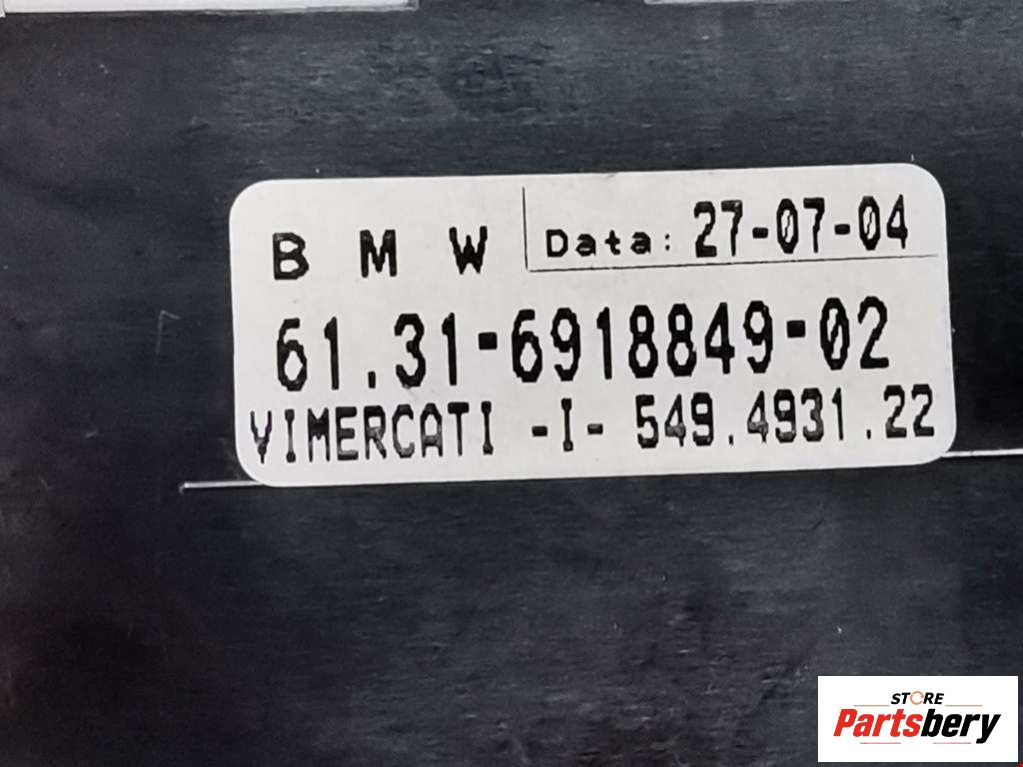 B M W Data: 27-07-04
61.31-6918849-02
VIMERCATI -I- 549.4931.22
STORE
Partsbery